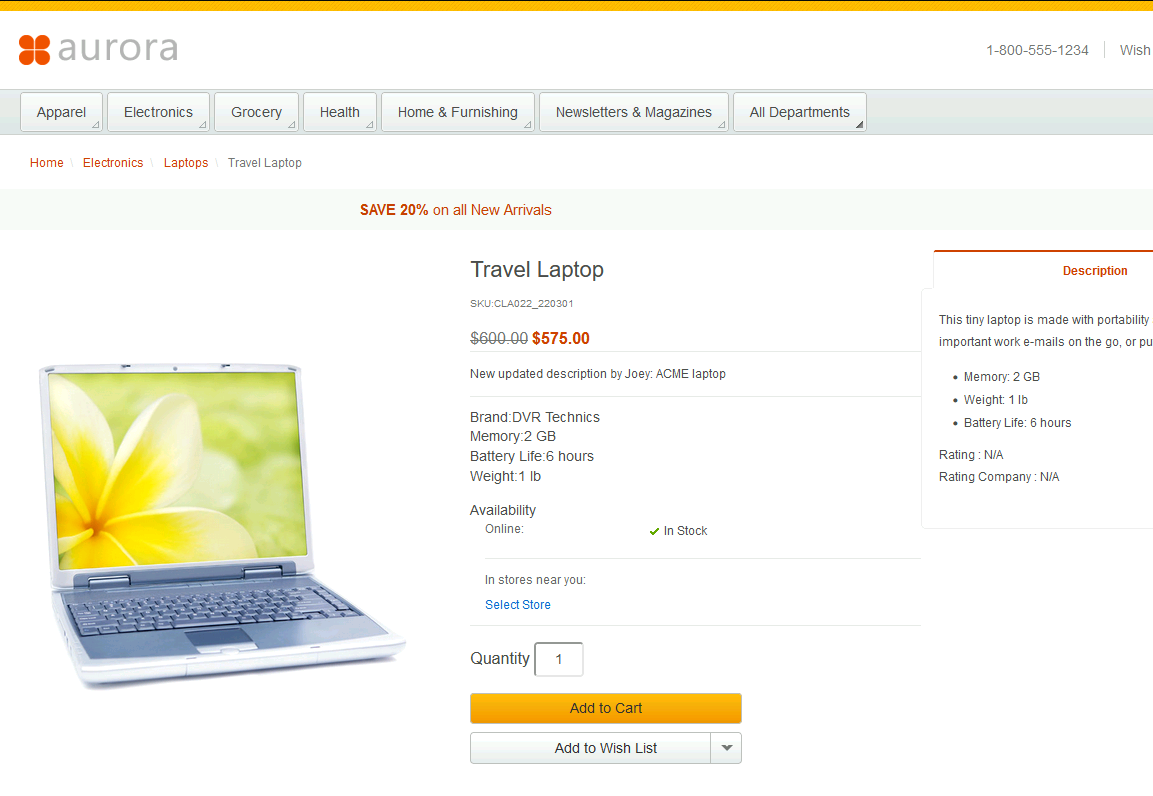 aurora
1-800-555-1234 Wish
Apparel Electronics Grocery Health Home & Furnishing Newsletters & Magazines All Departments
Home \ Electronics \ Laptops \ Travel Laptop
SAVE 20% on all New Arrivals
Travel Laptop
SKU:CLA022_220301
$600.00 $575.00
New updated description by Joey: ACME laptop
Brand:DVR Technics
Memory:2 GB
Battery Life:6 hours
Weight:1 lb
Availability
Online: In Stock
In stores near you:
Select Store
Quantity 1
Add to Cart
Add to Wish List
Description
This tiny laptop is made with portability
important work e-mails on the go, or pu
• Memory: 2 GB
• Weight: 1 lb
• Battery Life: 6 hours
Rating : N/A
Rating Company : N/A